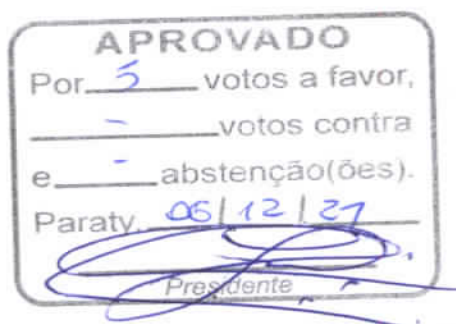 APROVADO
Por 5 votos a favor,
- votos contra
e - abstenção(ões).
Paraty, 06/12/21
Presidente